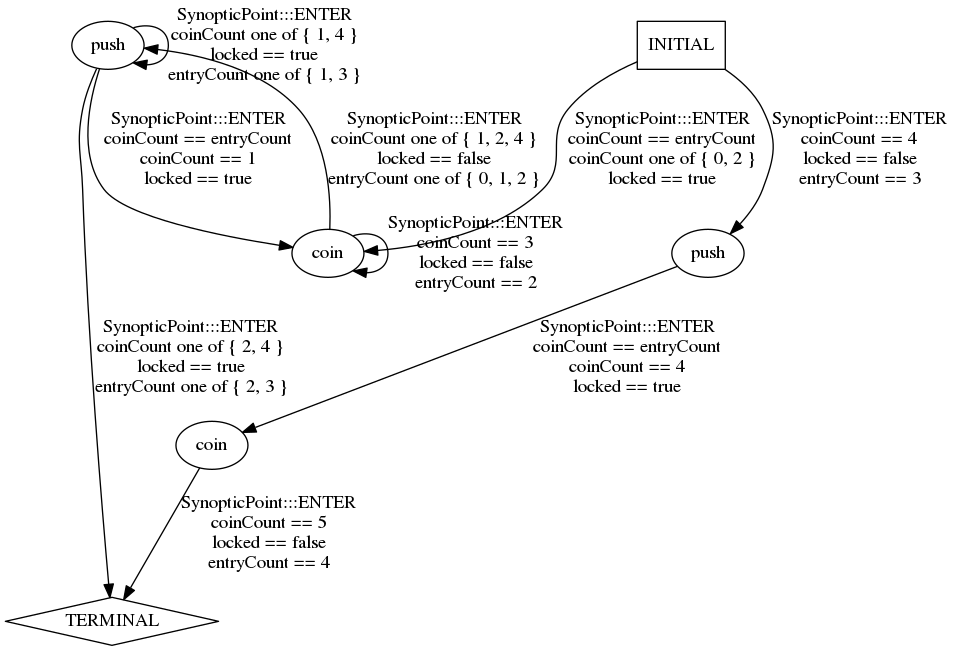 push
SynopticPoint:::ENTER
coinCount one of { 1, 4 }
locked == true
entryCount one of { 1, 3 }
INITIAL
SynopticPoint:::ENTER
coinCount == entryCount
coinCount == 1
locked == true
SynopticPoint:::ENTER
coinCount one of { 1, 2, 4 }
locked == false
entryCount one of { 0, 1, 2 }
SynopticPoint:::ENTER
coinCount == entryCount
coinCount one of { 0, 2 }
locked == true
SynopticPoint:::ENTER
coinCount == 4
locked == false
entryCount == 3
coin
SynopticPoint:::ENTER
coinCount == 3
locked == false
entryCount == 2
push
SynopticPoint:::ENTER
coinCount one of { 2, 4 }
locked == true
entryCount one of { 2, 3 }
SynopticPoint:::ENTER
coinCount == entryCount
coinCount == 4
locked == true
coin
SynopticPoint:::ENTER
coinCount == 5
locked == false
entryCount == 4
TERMINAL